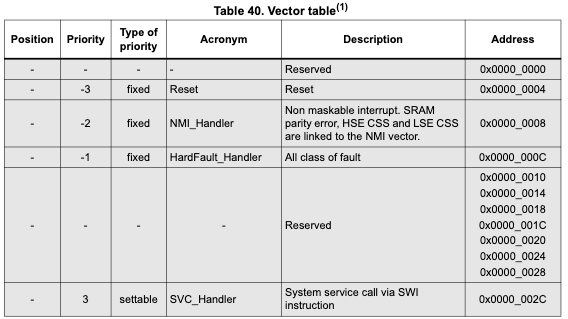 Table 40. Vector table(1)
Position Priority Type of priority Acronym Description Address
- - - - Reserved 0x0000_0000
- -3 fixed Reset Reset 0x0000_0004
- -2 fixed NMI_Handler Non maskable interrupt. SRAM
parity error, HSE CSS and LSE CSS
are linked to the NMI vector. 0x0000_0008
- -1 fixed HardFault_Handler All class of fault 0x0000_000C
- - - - Reserved 0x0000_0010
0x0000_0014
0x0000_0018
0x0000_001C
0x0000_0020
0x0000_0024
0x0000_0028
- 3 settable SVC_Handler System service call via SWI
instruction 0x0000_002C